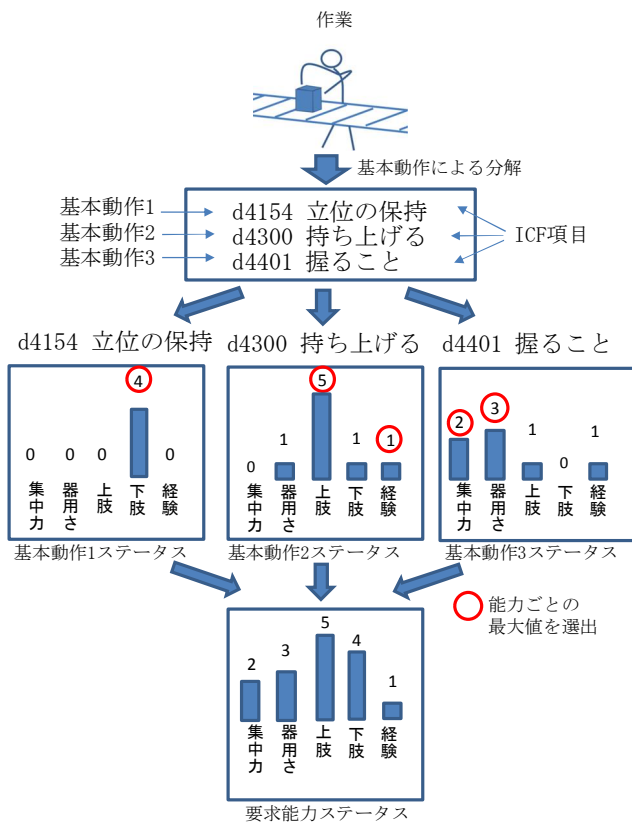 作業
基本動作による分解
基本動作1
基本動作2
基本動作3
d4154 立位の保持
d4300 持ち上げる
d4401 握ること
ICF項目
d4154 立位の保持
0 0 0 4 0
集中力 器用さ 上肢 下肢 経験
基本動作1ステータス
d4300 持ち上げる
0 1 5 1 1
集中力 器用さ 上肢 下肢 経験
基本動作2ステータス
d4401 握ること
2 3 1 0 1
集中力 器用さ 上肢 下肢 経験
基本動作3ステータス
能力ごとの
最大値を選出
2 3 5 4 1
集中力 器用さ 上肢 下肢 経験
要求能力ステータス